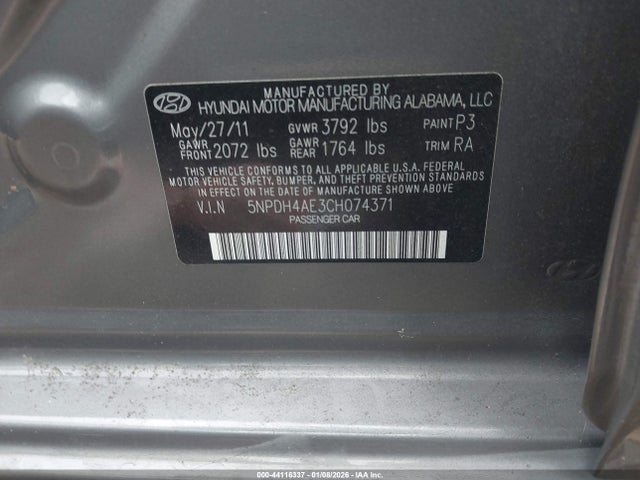 MANUFACTURED BY
HYUNDAI MOTOR MANUFACTURING ALABAMA, LLC
May/27/11 GVWR 3792 lbs PAINT P3
GAWR FRONT 2072 lbs GAWR REAR 1764 lbs TRIM RA
THIS VEHICLE CONFORMS TO ALL APPLICABLE U.S.A. FEDERAL
MOTOR VEHICLE SAFETY, BUMPER, AND THEFT PREVENTION
STANDARDS IN EFFECT ON THE DATE OF MANUFACTURE SHOWN ABOVE.
V.I.N 5NPDH4AE3CH074371
PASSENGER CAR
000-44116337 - 01/08/2026 - IAAI.CA